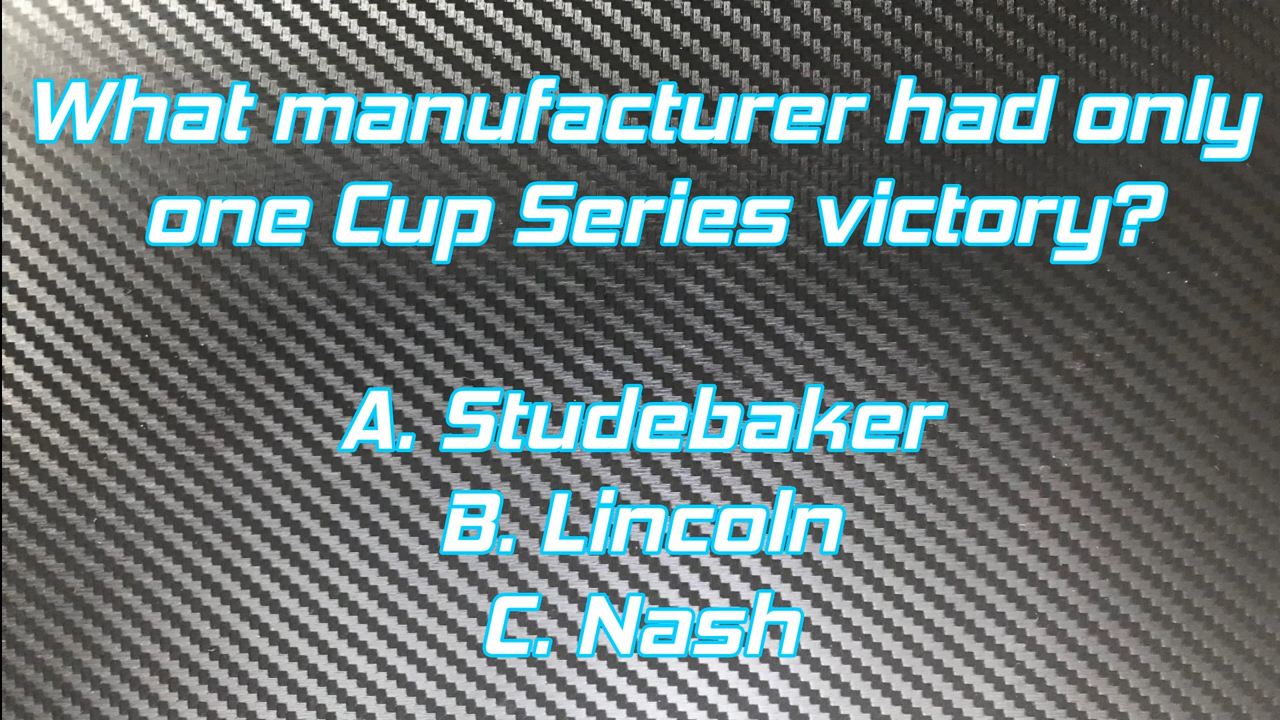 What manufacturer had only
one Cup Series victory?
A. Studebaker
B. Lincoln
C. Nash